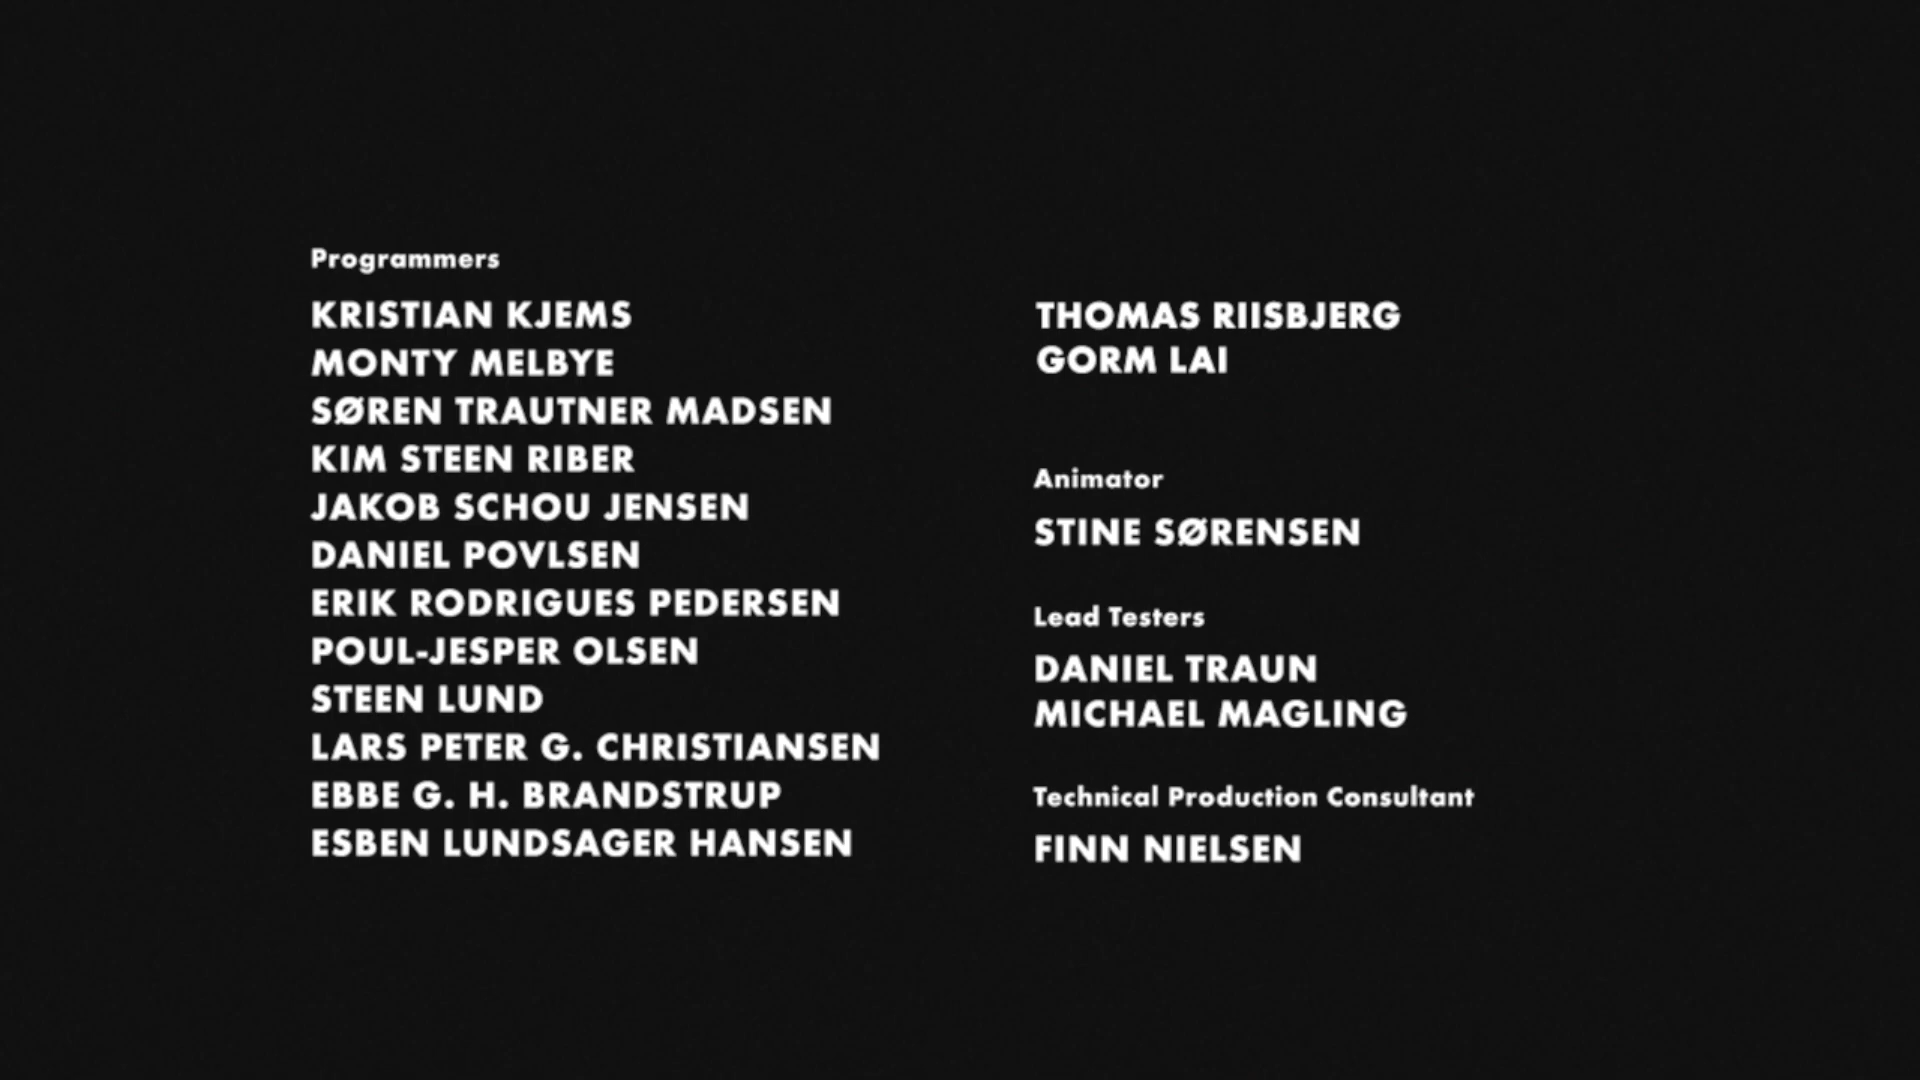 Programmers
KRISTIAN KJEMS
MONTY MELBYE
SØREN TRAUTNER MADSEN
KIM STEEN RIBER
JAKOB SCHOU JENSEN
DANIEL POVLSEN
ERIK RODRIGUES PEDERSEN
POUL-JESPER OLSEN
STEEN LUND
LARS PETER G. CHRISTIANSEN
EBBE G. H. BRANDSTRUP
ESBEN LUNDSAGER HANSEN
THOMAS RIISBJERG
GORM LAI
Animator
STINE SØRENSEN
Lead Testers
DANIEL TRAUN
MICHAEL MAGLING
Technical Production Consultant
FINN NIELSEN